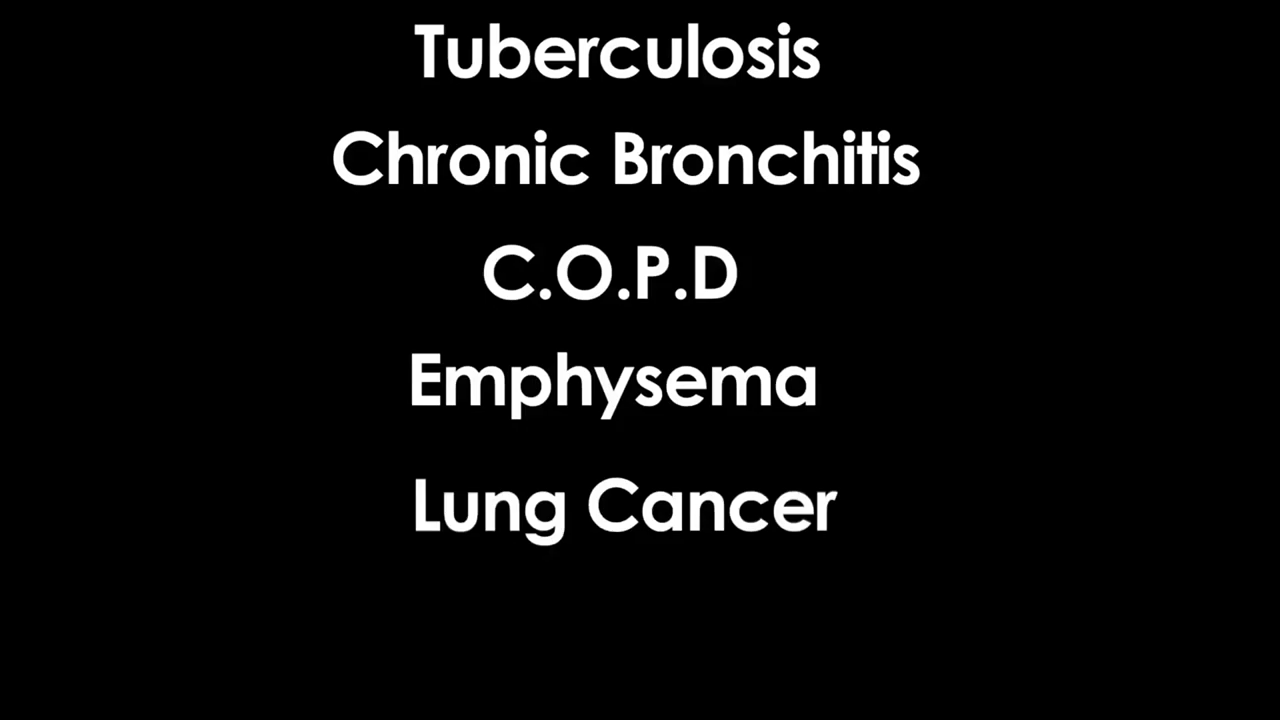 Tuberculosis
Chronic Bronchitis
C.O.P.D
Emphysema
Lung Cancer